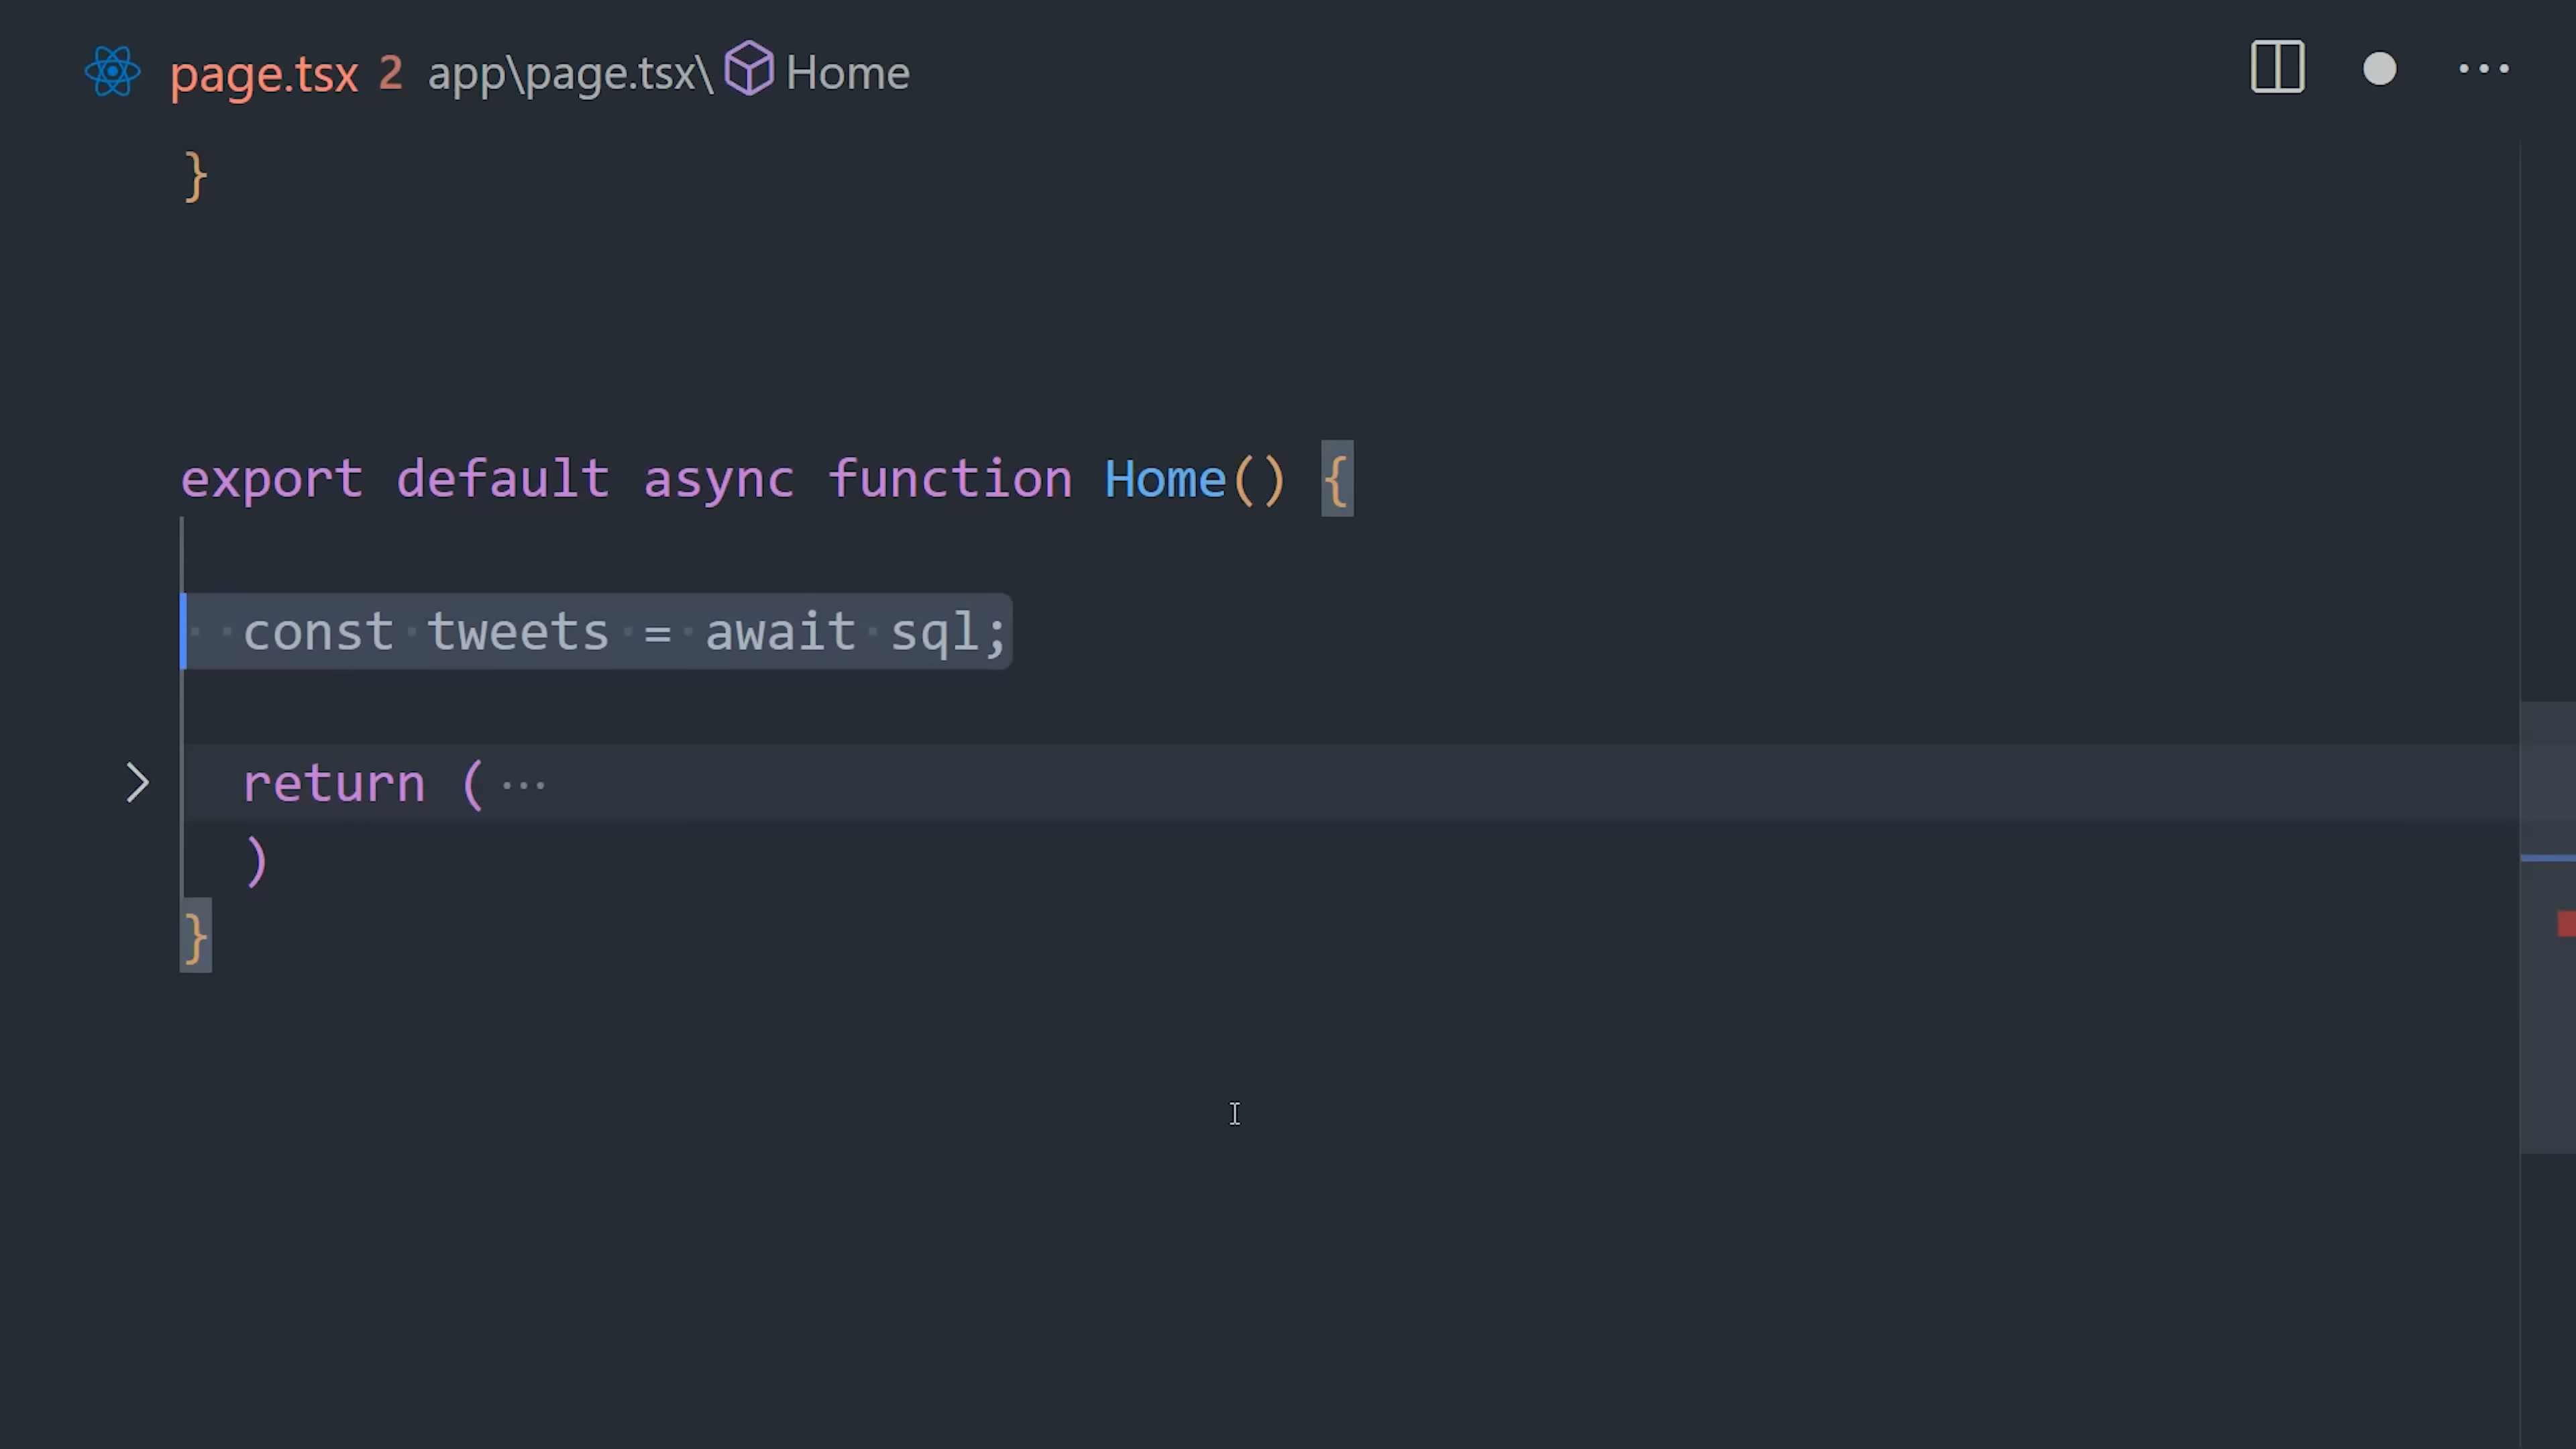 page.tsx 2 app\page.tsx\ Home
}
export default async function Home() {
const tweets = await sql;
return (···
)
}